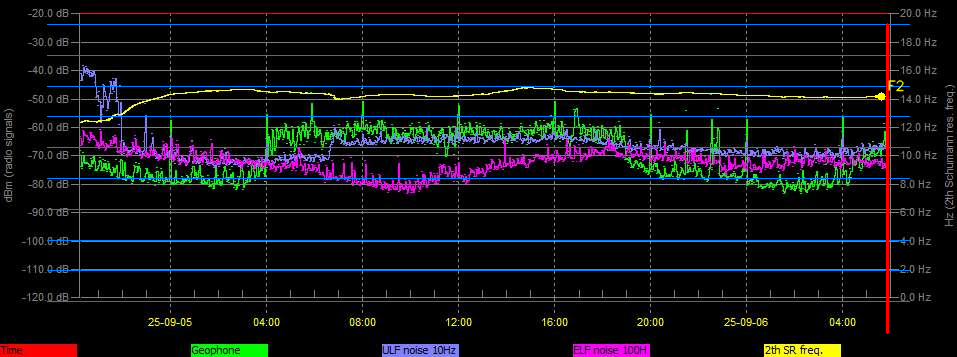 -20.0 dB 20.0 Hz
-30.0 dB 18.0 Hz
-40.0 dB 16.0 Hz
-50.0 dB 14.0 Hz
-60.0 dB 12.0 Hz
-70.0 dB 10.0 Hz
-80.0 dB 8.0 Hz
-90.0 dB 6.0 Hz
-100.0 dB 4.0 Hz
-110.0 dB 2.0 Hz
-120.0 dB 0.0 Hz
dBm (radio signals)
Hz (2th Schumann res. freq.)
F2
25-09-05 04:00 08:00 12:00 16:00 20:00 25-09-06 04:00
Time Geophone ULF noise 10Hz ELF noise 100H 2th SR freq.